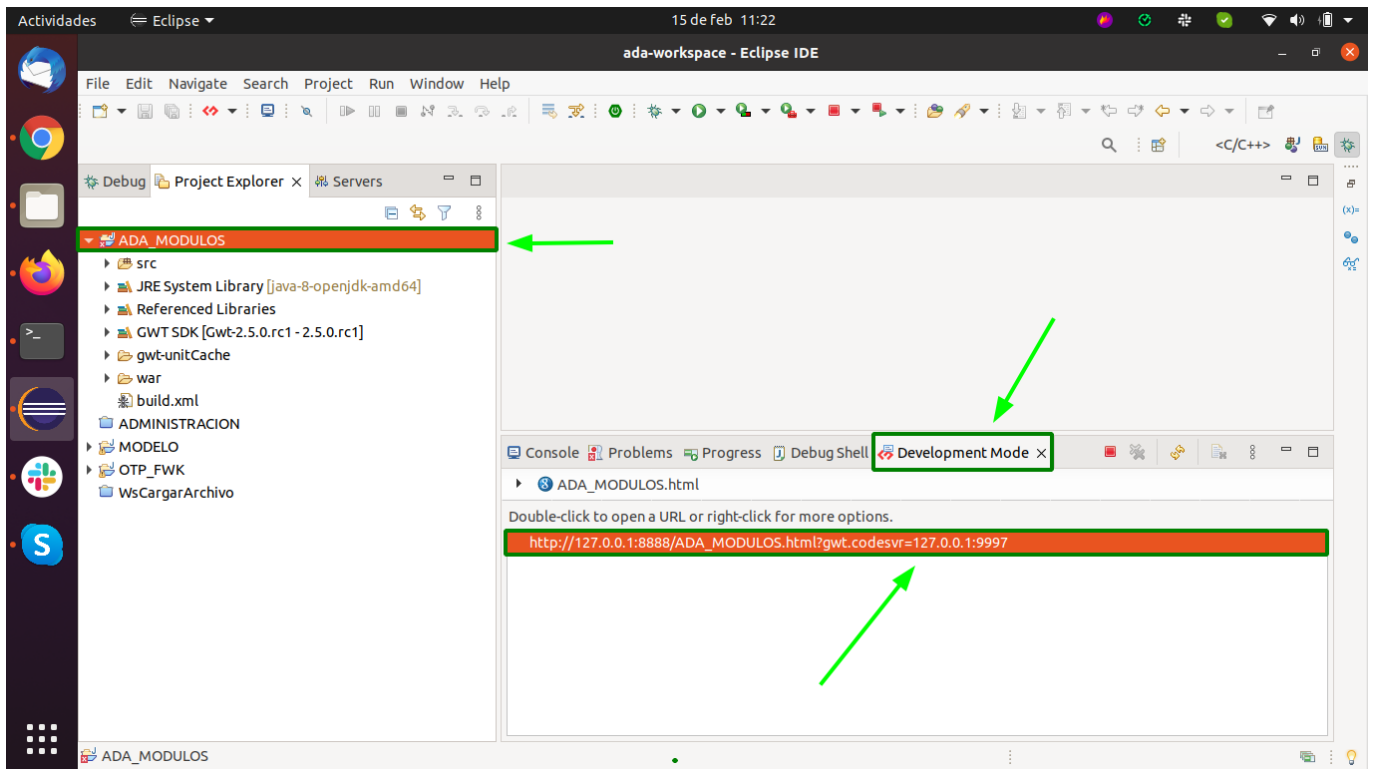 Actividades Eclipse 15 de feb 11:22
ada-workspace - Eclipse IDE
File Edit Navigate Search Project Run Window Help
<C/C++>
Debug Project Explorer Servers
ADA_MODULOS
src
JRE System Library [java-8-openjdk-amd64]
Referenced Libraries
GWT SDK [Gwt-2.5.0.rc1 - 2.5.0.rc1]
gwt-unitCache
war
build.xml
ADMINISTRACION
MODELO
OTP_FWK
WsCargarArchivo
Console Problems Progress Debug Shell Development Mode
ADA_MODULOS.html
Double-click to open a URL or right-click for more options.
http://127.0.0.1:8888/ADA_MODULOS.html?gwt.codesvr=127.0.0.1:9997
ADA_MODULOS